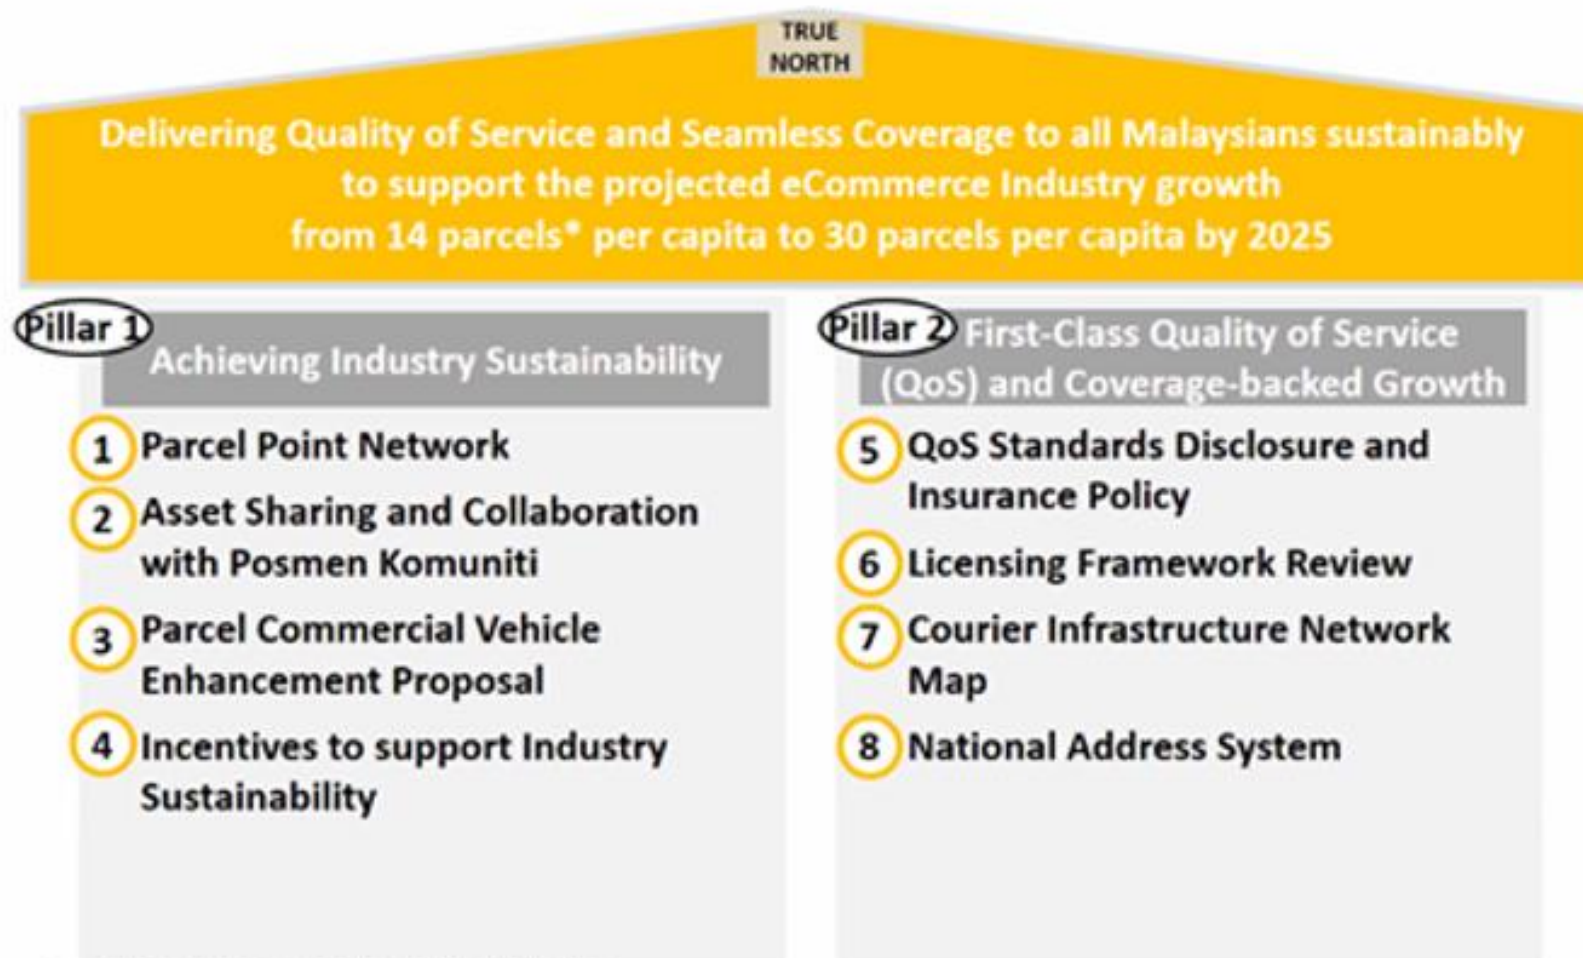 TRUE
NORTH
Delivering Quality of Service and Seamless Coverage to all Malaysians sustainably
to support the projected eCommerce Industry growth
from 14 parcels* per capita to 30 parcels per capita by 2025
Pillar 1
Achieving Industry Sustainability
1 Parcel Point Network
2 Asset Sharing and Collaboration
with Posmen Komuniti
3 Parcel Commercial Vehicle
Enhancement Proposal
4 Incentives to support Industry
Sustainability
Pillar 2
First-Class Quality of Service
(QoS) and Coverage-backed Growth
5 QoS Standards Disclosure and
Insurance Policy
6 Licensing Framework Review
7 Courier Infrastructure Network
Map
8 National Address System